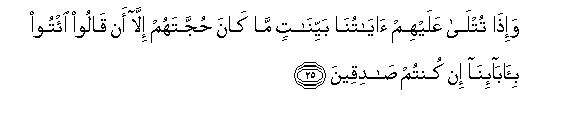 وَإِذَا تُتْلَىٰ عَلَيْهِمْ ءَايَـٰتُنَا بَيِّنَـٰتٍ مَّا كَانَ حُجَّتَهُمْ إِلَّآ أَن قَالُوا۟ ٱئْتُوا۟
بِـَٔابَآئِنَآ إِن كُنتُمْ صَـٰدِقِينَ ٢٥